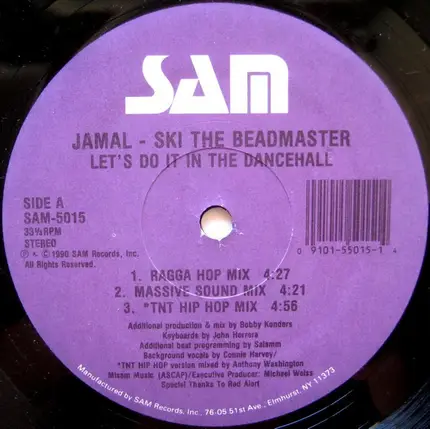 SAM
JAMAL - SKI THE BEADMASTER
LET'S DO IT IN THE DANCEHALL
SIDE A
SAM-5015
33⅓ RPM
STEREO
℗ & © 1990 SAM Records, Inc.
All Rights Reserved.
0 9101-55015-1 4
1. RAGGA HOP MIX 4:27
2. MASSIVE SOUND MIX 4:21
3. *TNT HIP HOP MIX 4:56
Additional production & mix by Bobby Konders
Keyboards by John Herrera
Additional beat programming by Salaam
Background vocals by Connie Harvey/
*TNT HIP HOP version mixed by Anthony Washington
Misam Music (ASCAP)/Executive Producer: Michael Weiss
Special Thanks To Red Alert
Manufactured by SAM Records, Inc. 76-05 51st Ave., Elmhurst, NY 11373